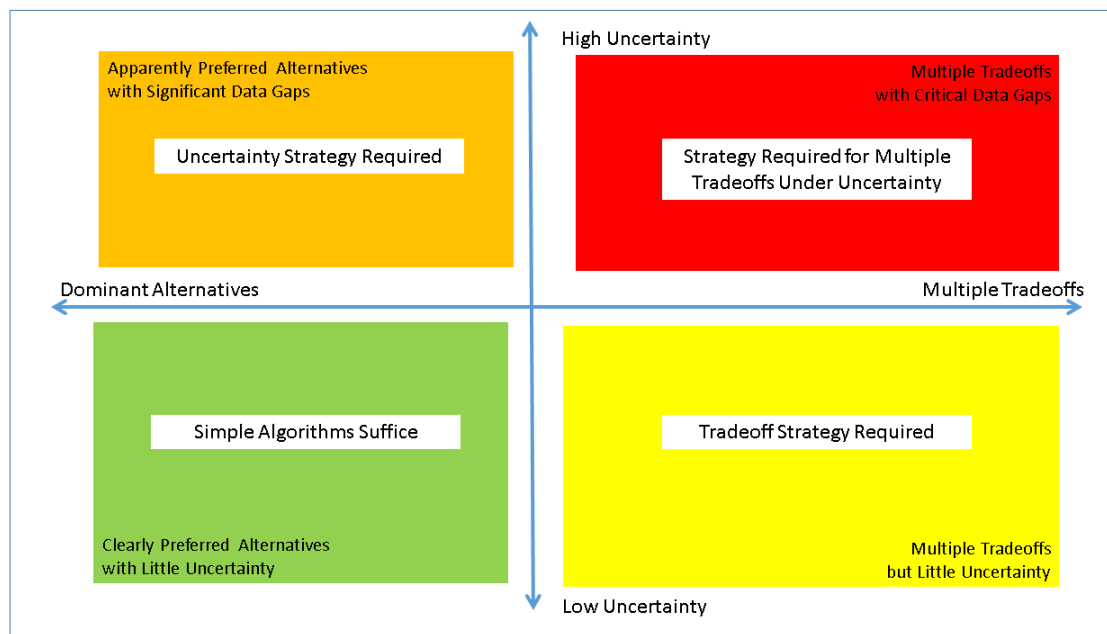 High Uncertainty
Apparently Preferred Alternatives
with Significant Data Gaps
Uncertainty Strategy Required
Multiple Tradeoffs
with Critical Data Gaps
Strategy Required for Multiple
Tradeoffs Under Uncertainty
Dominant Alternatives
Multiple Tradeoffs
Simple Algorithms Suffice
Clearly Preferred Alternatives
with Little Uncertainty
Tradeoff Strategy Required
Multiple Tradeoffs
but Little Uncertainty
Low Uncertainty